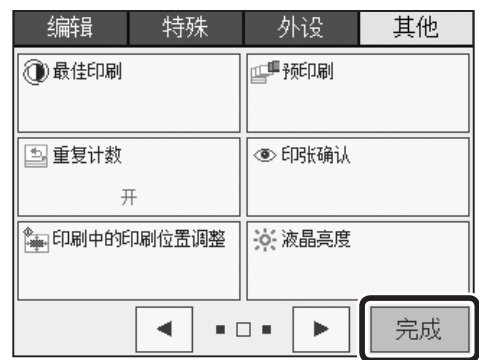 编辑 特殊 外设 其他
最佳印刷 预印刷
重复计数 印张确认
开
印刷中的印刷位置调整 液晶亮度
完成